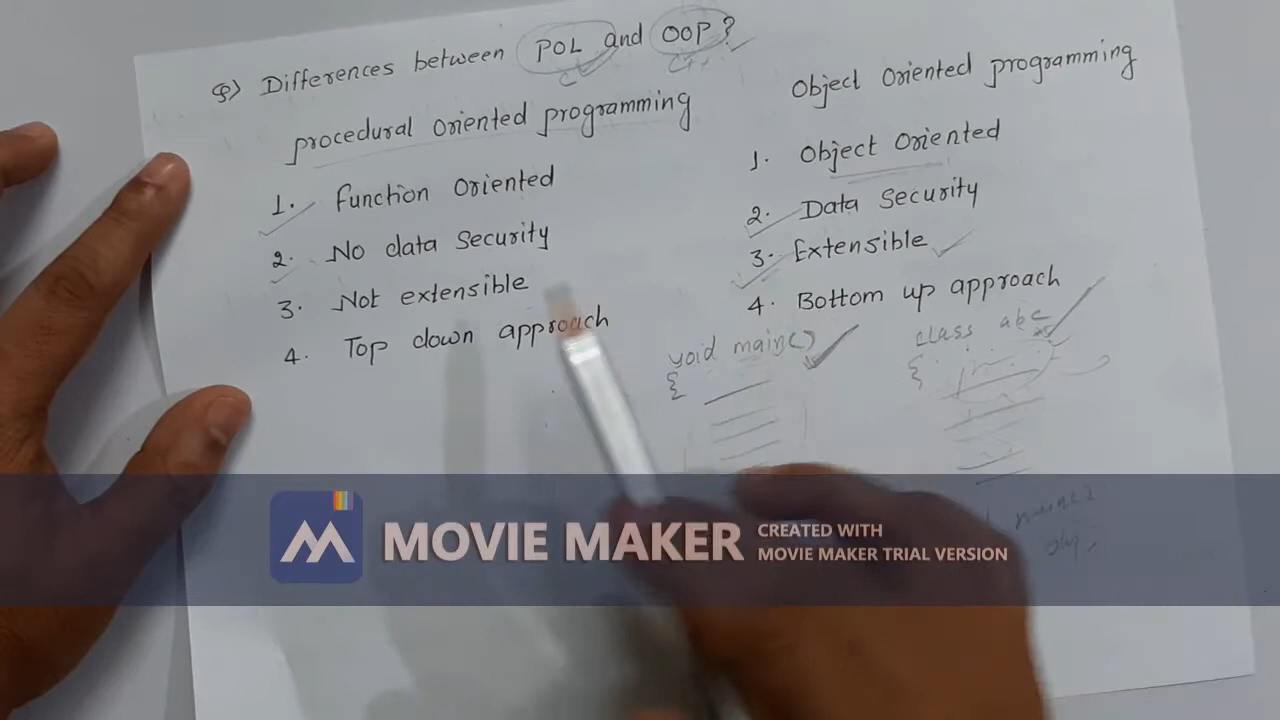 Q) Differences between POL and OOP?
C
C++
procedural oriented programming
1. Function Oriented
2. No data Security
3. Not extensible
4. Top down approach
Object Oriented programming
1. Object Oriented
2. Data Security
3. Extensible
4. Bottom up approach
void main()
{
class abc
{
main()
obj
MOVIE MAKER
CREATED WITH
MOVIE MAKER TRIAL VERSION